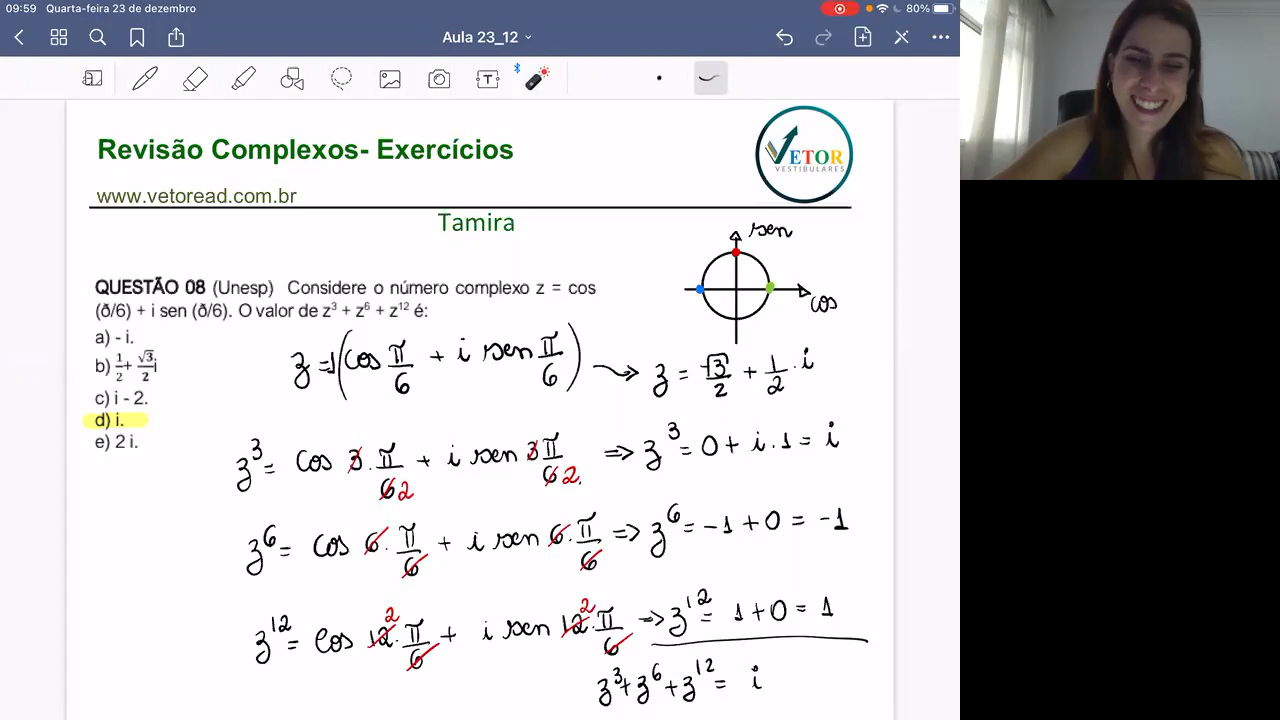 09:59 Quarta-feira 23 de dezembro 80%
Aula 23_12
Revisão Complexos- Exercícios
VETOR
VESTIBULARES
www.vetoread.com.br
Tamira
sen
cos
QUESTÃO 08 (Unesp) Considere o número complexo z = cos
(ð/6) + i sen (ð/6). O valor de z³ + z⁶ + z¹² é:
a) - i.
b) 1/2 + √3/2 i
c) i - 2.
d) i.
e) 2 i.
z = 1(cos π/6 + i sen π/6) → z = √3/2 + 1/2 . i
z³ = cos 3 . π/6 2 + i sen 3π/6 2. ⇒ z³ = 0 + i . 1 = i
z⁶ = cos 6 . π/6 + i sen 6 . π/6 ⇒ z⁶ = -1 + 0 = -1
z¹² = cos 12 2 . π/6 + i sen 12 2 . π/6 ⇒ z¹² = 1 + 0 = 1
z³ + z⁶ + z¹² = i